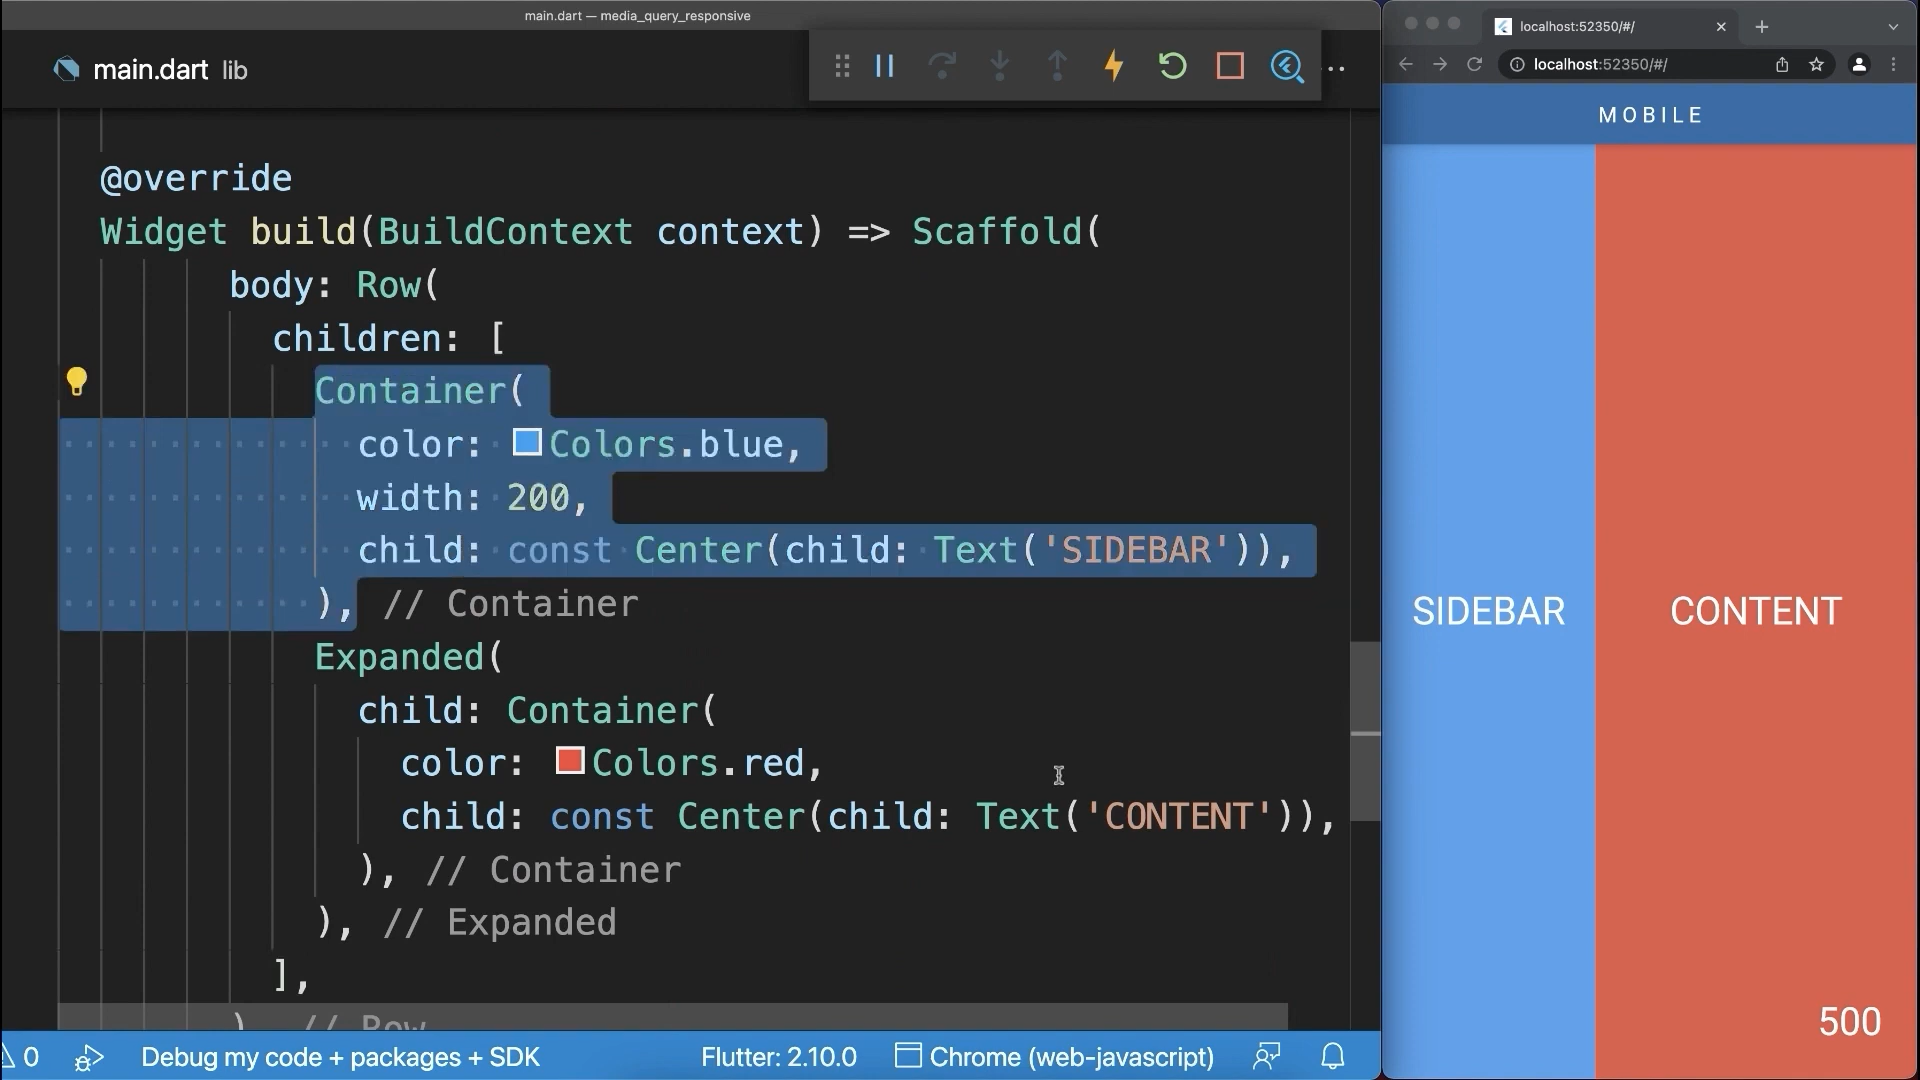 main.dart — media_query_responsive
main.dart lib
@override
Widget build(BuildContext context) => Scaffold(
body: Row(
children: [
Container(
color: Colors.blue,
width: 200,
child: const Center(child: Text('SIDEBAR')),
), // Container
Expanded(
child: Container(
color: Colors.red,
child: const Center(child: Text('CONTENT')),
), // Container
), // Expanded
],
) // Row
0 Debug my code + packages + SDK Flutter: 2.10.0 Chrome (web-javascript)
localhost:52350/#/
localhost:52350/#/
MOBILE
SIDEBAR CONTENT
500